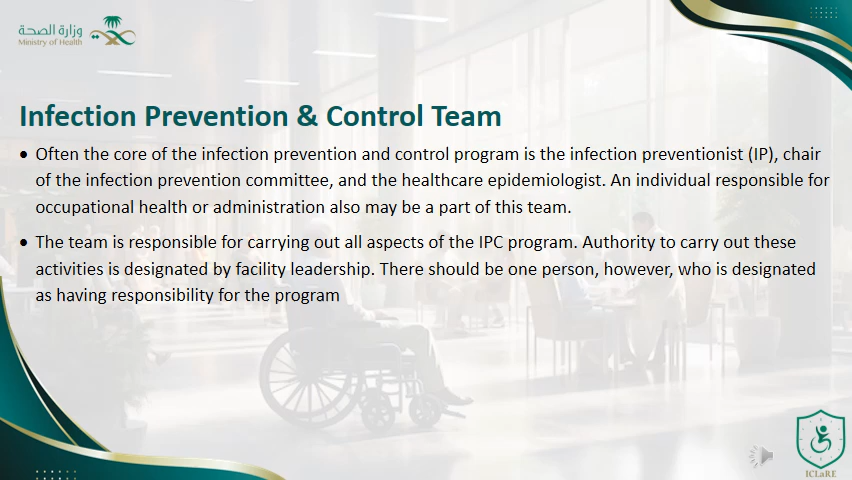 وزارة الصحة
Ministry of Health
Infection Prevention & Control Team
• Often the core of the infection prevention and control program is the infection preventionist (IP), chair
of the infection prevention committee, and the healthcare epidemiologist. An individual responsible for
occupational health or administration also may be a part of this team.
• The team is responsible for carrying out all aspects of the IPC program. Authority to carry out these
activities is designated by facility leadership. There should be one person, however, who is designated
as having responsibility for the program
ICLaRE